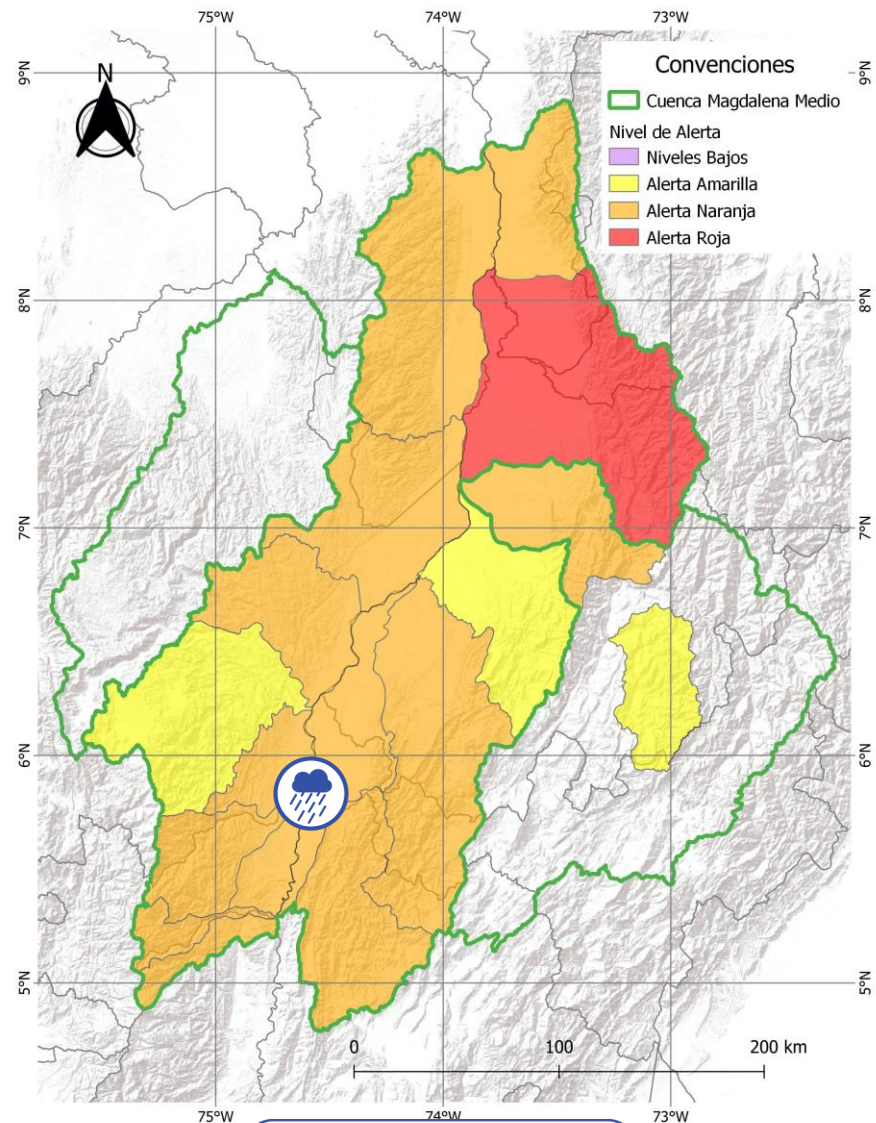 75°W 74°W 73°W
N
Convenciones
Cuenca Magdalena Medio
Nivel de Alerta
Niveles Bajos
Alerta Amarilla
Alerta Naranja
Alerta Roja
9°N 9°N
8°N 8°N
7°N 7°N
6°N 6°N
5°N 5°N
0 100 200 km
75°W 74°W 73°W